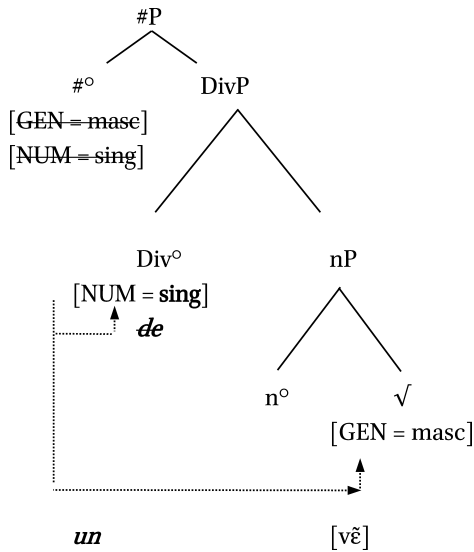 #P
#° DivP
[GEN = masc]
[NUM = sing]
Div° nP
[NUM = sing]
de
n° √
[GEN = masc]
un [vɛ̃]